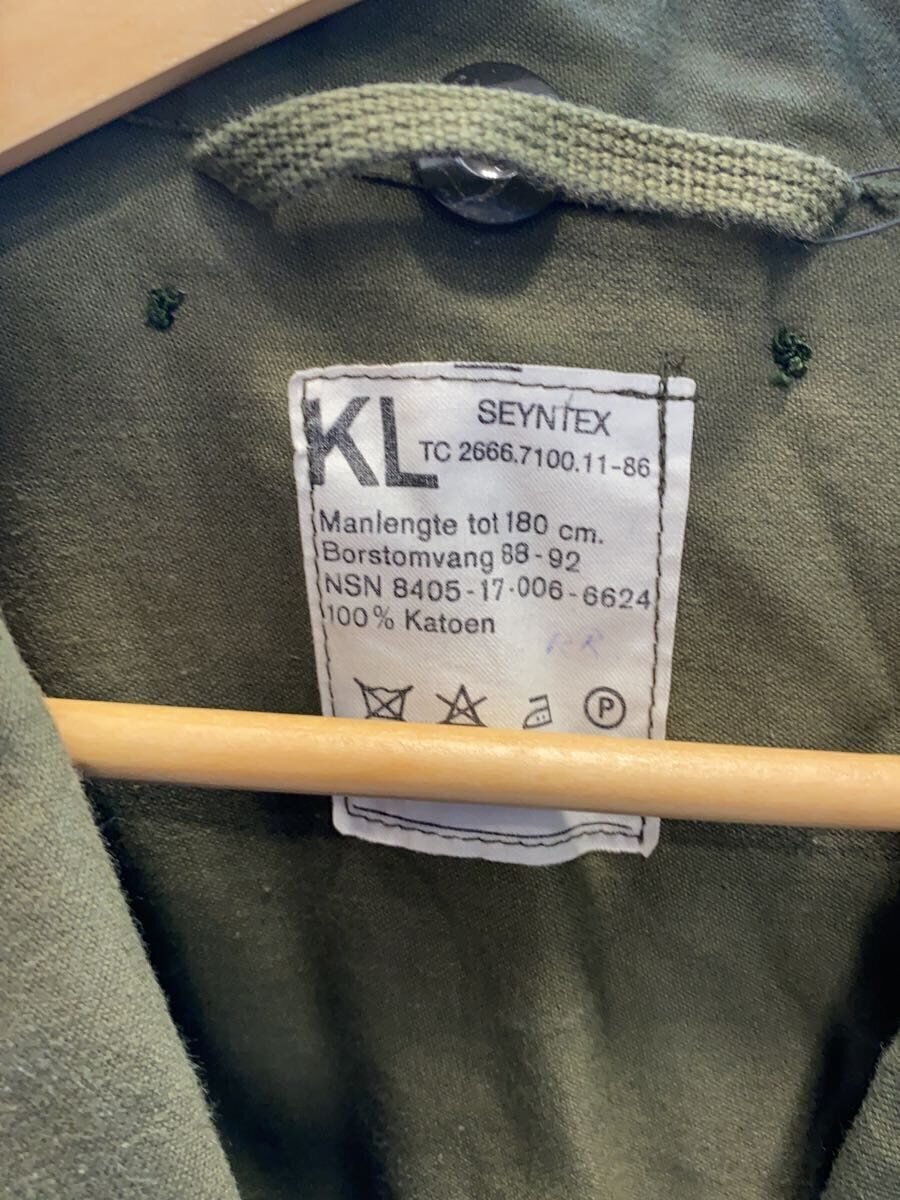 KL SEYNTEX
TC 2666.7100.11-86
Manlengte tot 180 cm.
Borstomvang 88-92
NSN 8405-17-006-6624
100% Katoen
P